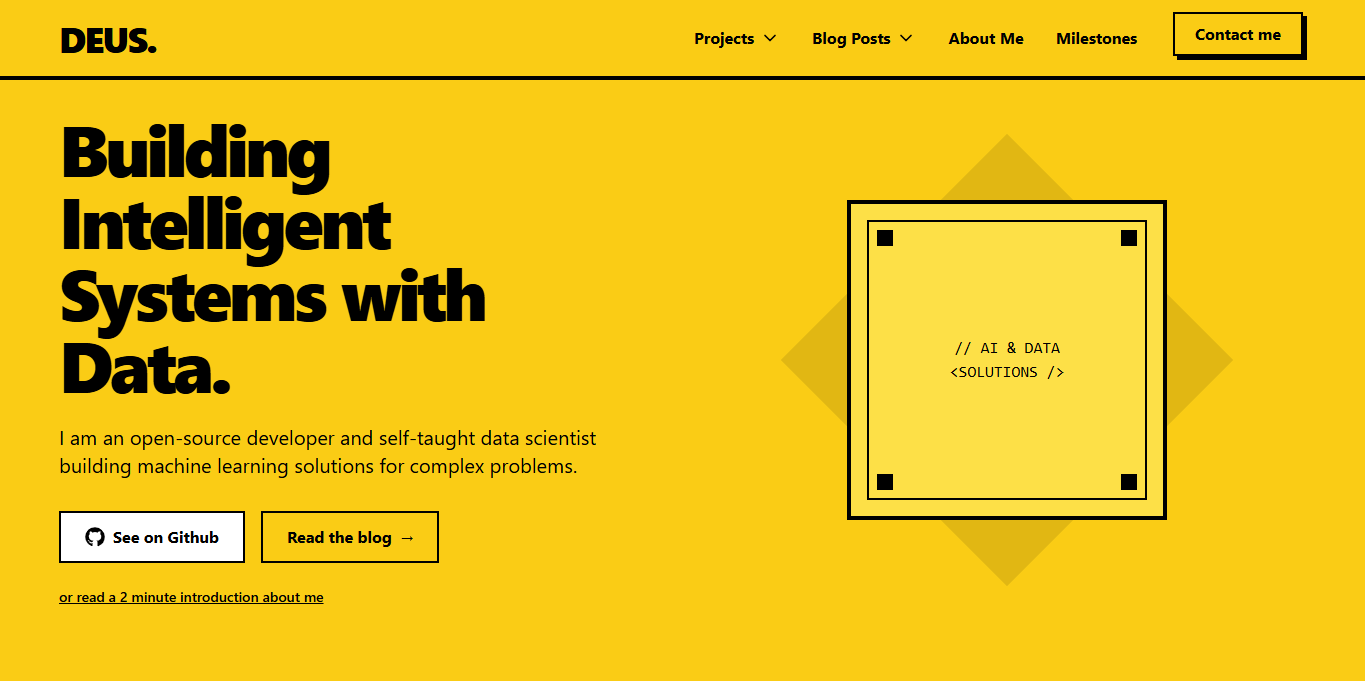 DEUS.
Projects
Blog Posts
About Me
Milestones
Contact me
Building
Intelligent
Systems with
Data.
I am an open-source developer and self-taught data scientist
building machine learning solutions for complex problems.
See on Github
Read the blog →
or read a 2 minute introduction about me
// AI & DATA
<SOLUTIONS />